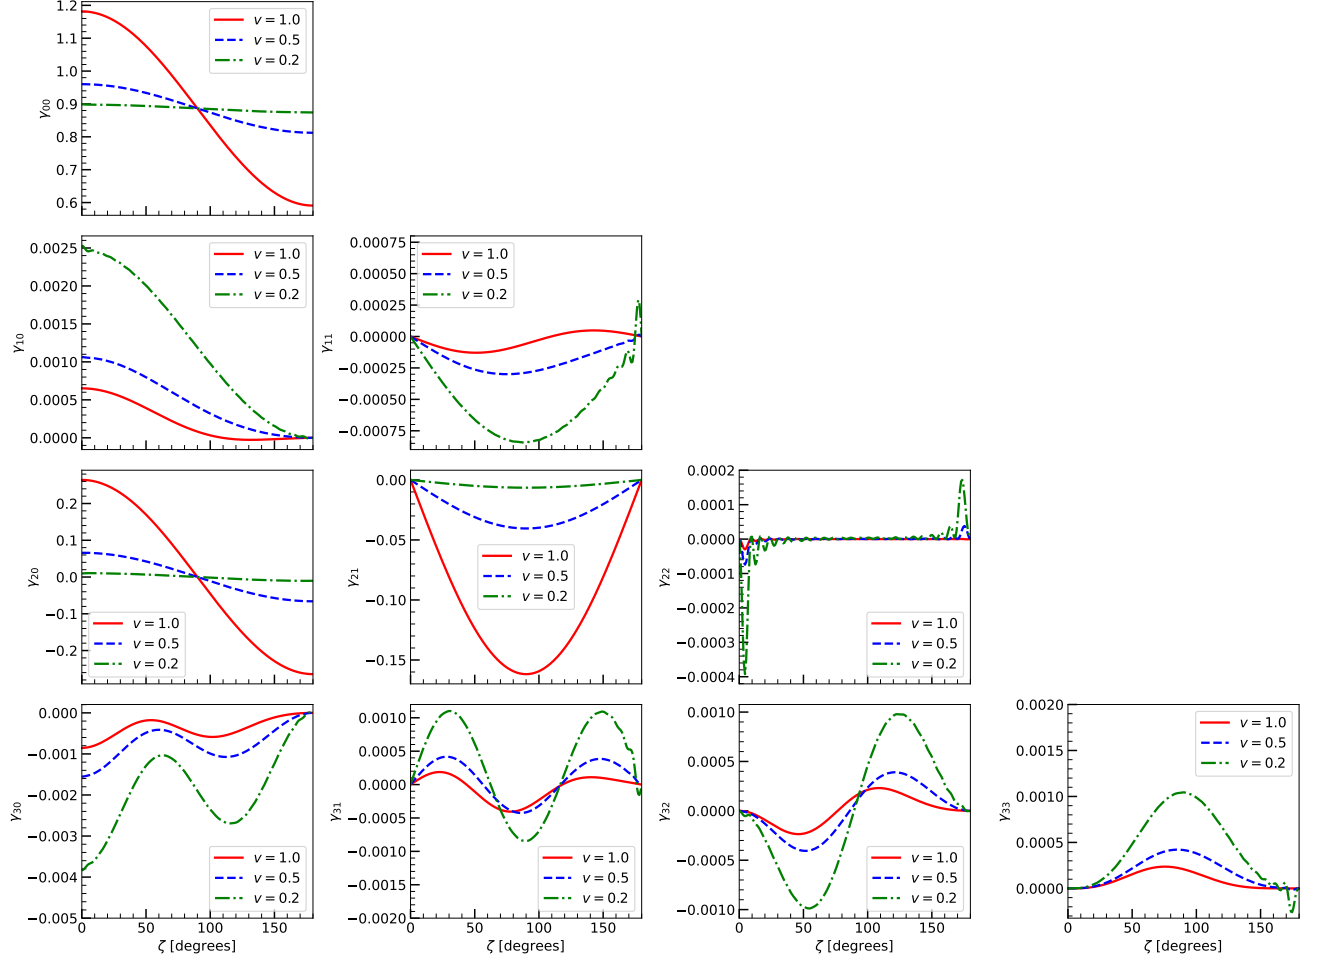 1.2
1.1
1.0
0.9
0.8
0.7
0.6
γ00
v = 1.0
v = 0.5
v = 0.2
0.0025
0.0020
0.0015
0.0010
0.0005
0.0000
γ10
v = 1.0
v = 0.5
v = 0.2
0.00075
0.00050
0.00025
0.00000
−0.00025
−0.00050
−0.00075
γ11
v = 1.0
v = 0.5
v = 0.2
0.2
0.1
0.0
−0.1
−0.2
γ20
v = 1.0
v = 0.5
v = 0.2
0.00
−0.05
−0.10
−0.15
γ21
v = 1.0
v = 0.5
v = 0.2
0.0002
0.0001
0.0000
−0.0001
−0.0002
−0.0003
−0.0004
γ22
v = 1.0
v = 0.5
v = 0.2
0.000
−0.001
−0.002
−0.003
−0.004
−0.005
γ30
v = 1.0
v = 0.5
v = 0.2
0 50 100 150
ζ [degrees]
0.0010
0.0005
0.0000
−0.0005
−0.0010
−0.0015
−0.0020
γ31
v = 1.0
v = 0.5
v = 0.2
0 50 100 150
ζ [degrees]
0.0010
0.0005
0.0000
−0.0005
−0.0010
γ32
v = 1.0
v = 0.5
v = 0.2
0 50 100 150
ζ [degrees]
0.0020
0.0015
0.0010
0.0005
0.0000
γ33
v = 1.0
v = 0.5
v = 0.2
0 50 100 150
ζ [degrees]